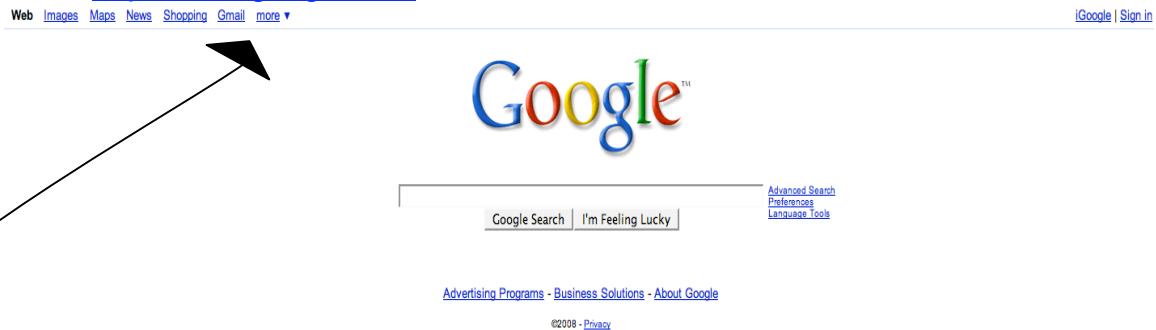 Web Images Maps News Shopping Gmail more ▼ iGoogle | Sign in
Google™
Advanced Search
Preferences
Language Tools
Google Search I'm Feeling Lucky
Advertising Programs - Business Solutions - About Google
©2008 - Privacy